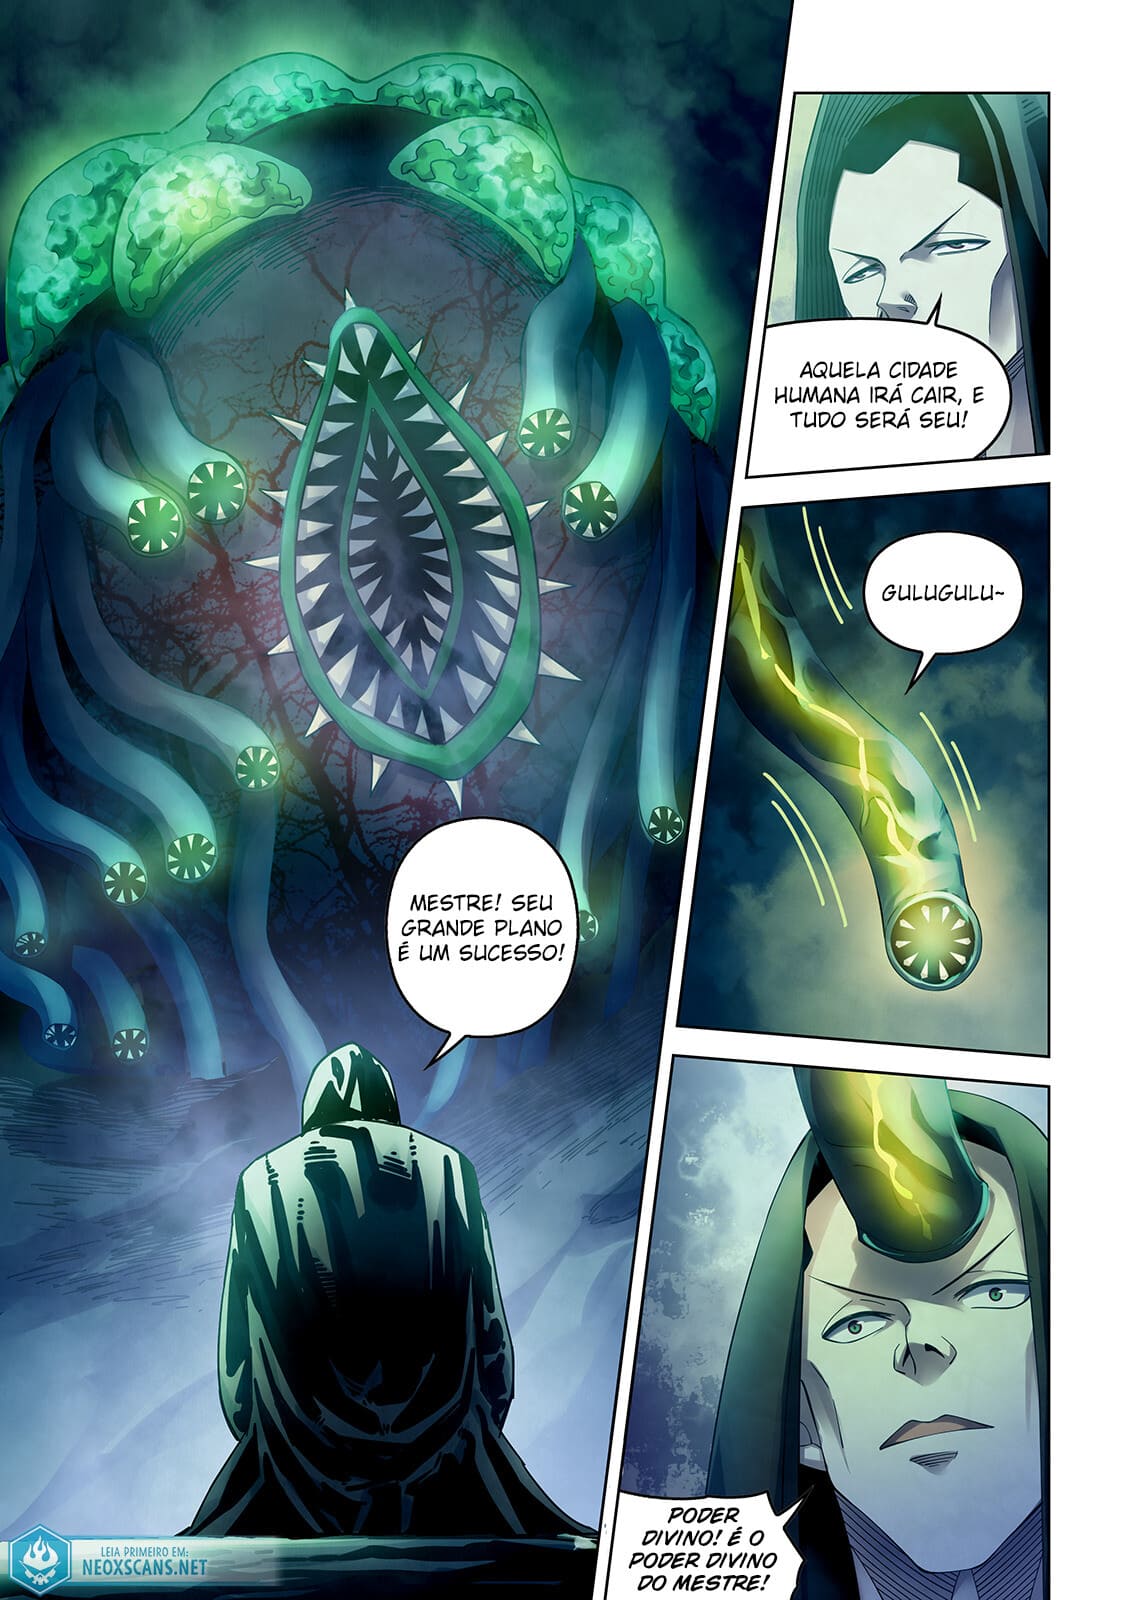 MESTRE! SEU
GRANDE PLANO
É UM SUCESSO!
AQUELA CIDADE
HUMANA IRÁ CAIR, E
TUDO SERÁ SEU!
GULUGULU~
PODER
DIVINO! É O
PODER DIVINO
DO MESTRE!
LEIA PRIMEIRO EM:
NEOXSCANS.NET